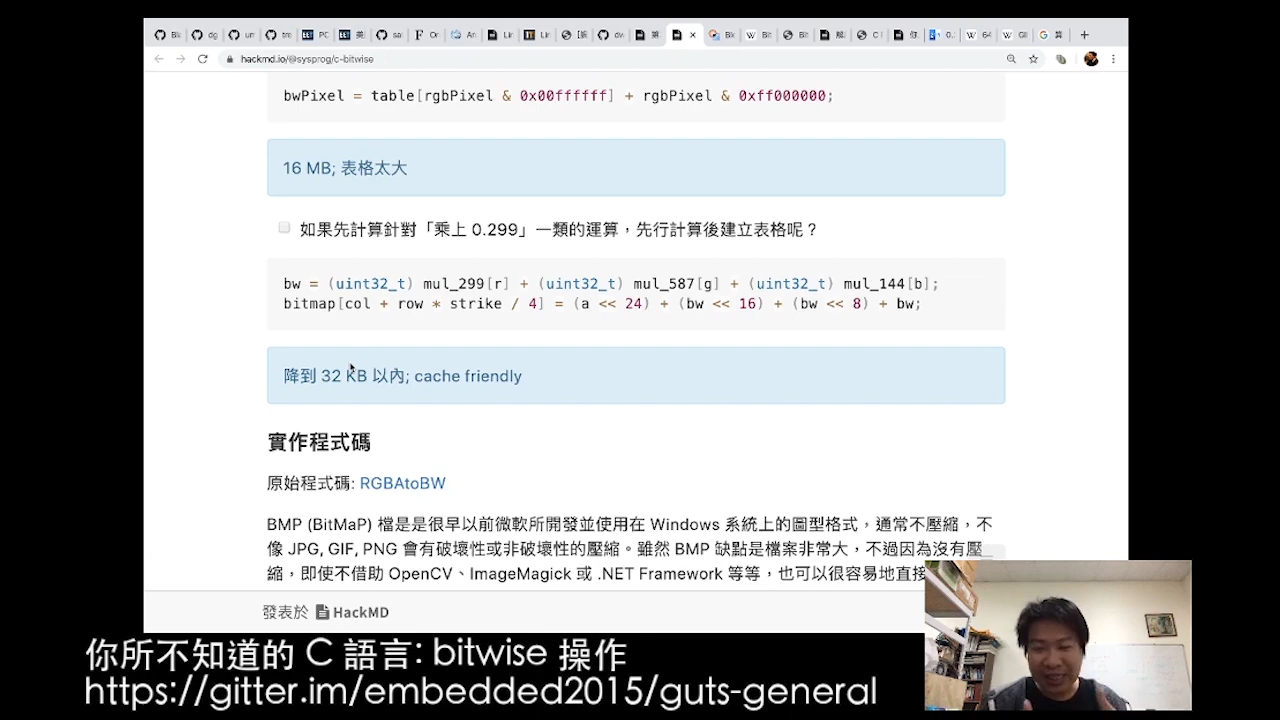 hackmd.io/@sysprog/c-bitwise
bwPixel = table[rgbPixel & 0x00ffffff] + rgbPixel & 0xff000000;
16 MB; 表格太大
如果先計算針對「乘上 0.299」一類的運算，先行計算後建立表格呢？
bw = (uint32_t) mul_299[r] + (uint32_t) mul_587[g] + (uint32_t) mul_144[b];
bitmap[col + row * strike / 4] = (a << 24) + (bw << 16) + (bw << 8) + bw;
降到 32 KB 以內; cache friendly
實作程式碼
原始程式碼: RGBAtoBW
BMP (BitMaP) 檔是是很早以前微軟所開發並使用在 Windows 系統上的圖型格式，通常不壓縮，不
像 JPG, GIF, PNG 會有破壞性或非破壞性的壓縮。雖然 BMP 缺點是檔案非常大，不過因為沒有壓
縮，即使不借助 OpenCV、ImageMagick 或 .NET Framework 等等，也可以很容易地直接
發表於 HackMD
你所不知道的 C 語言: bitwise 操作
https://gitter.im/embedded2015/guts-general